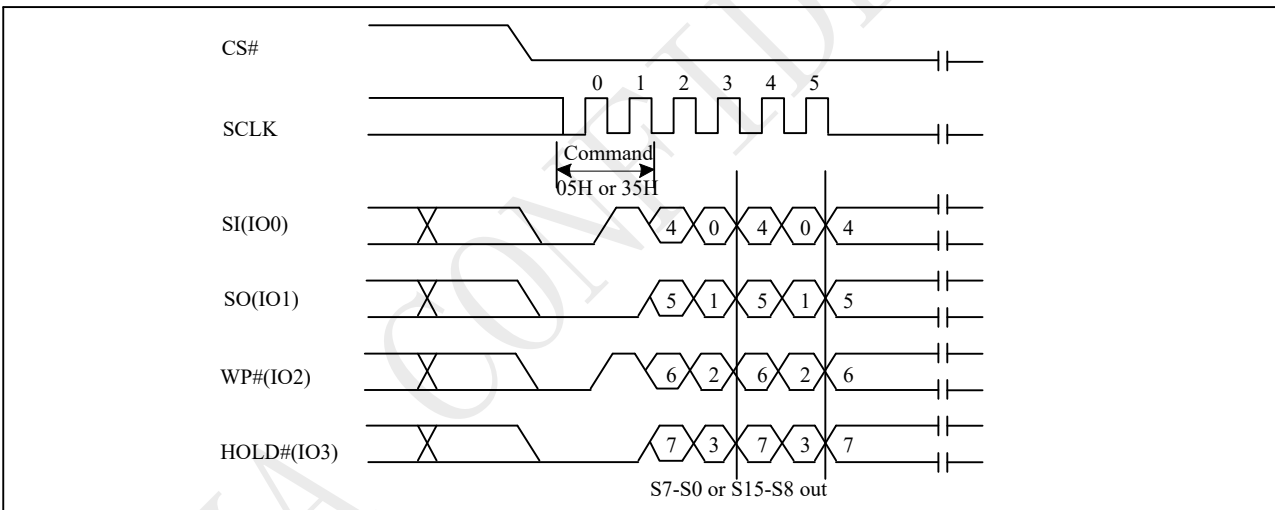 CS#
0 1 2 3 4 5
SCLK
Command
05H or 35H
SI(IO0) 4 0 4 0 4
SO(IO1) 5 1 5 1 5
WP#(IO2) 6 2 6 2 6
HOLD#(IO3) 7 3 7 3 7
S7-S0 or S15-S8 out